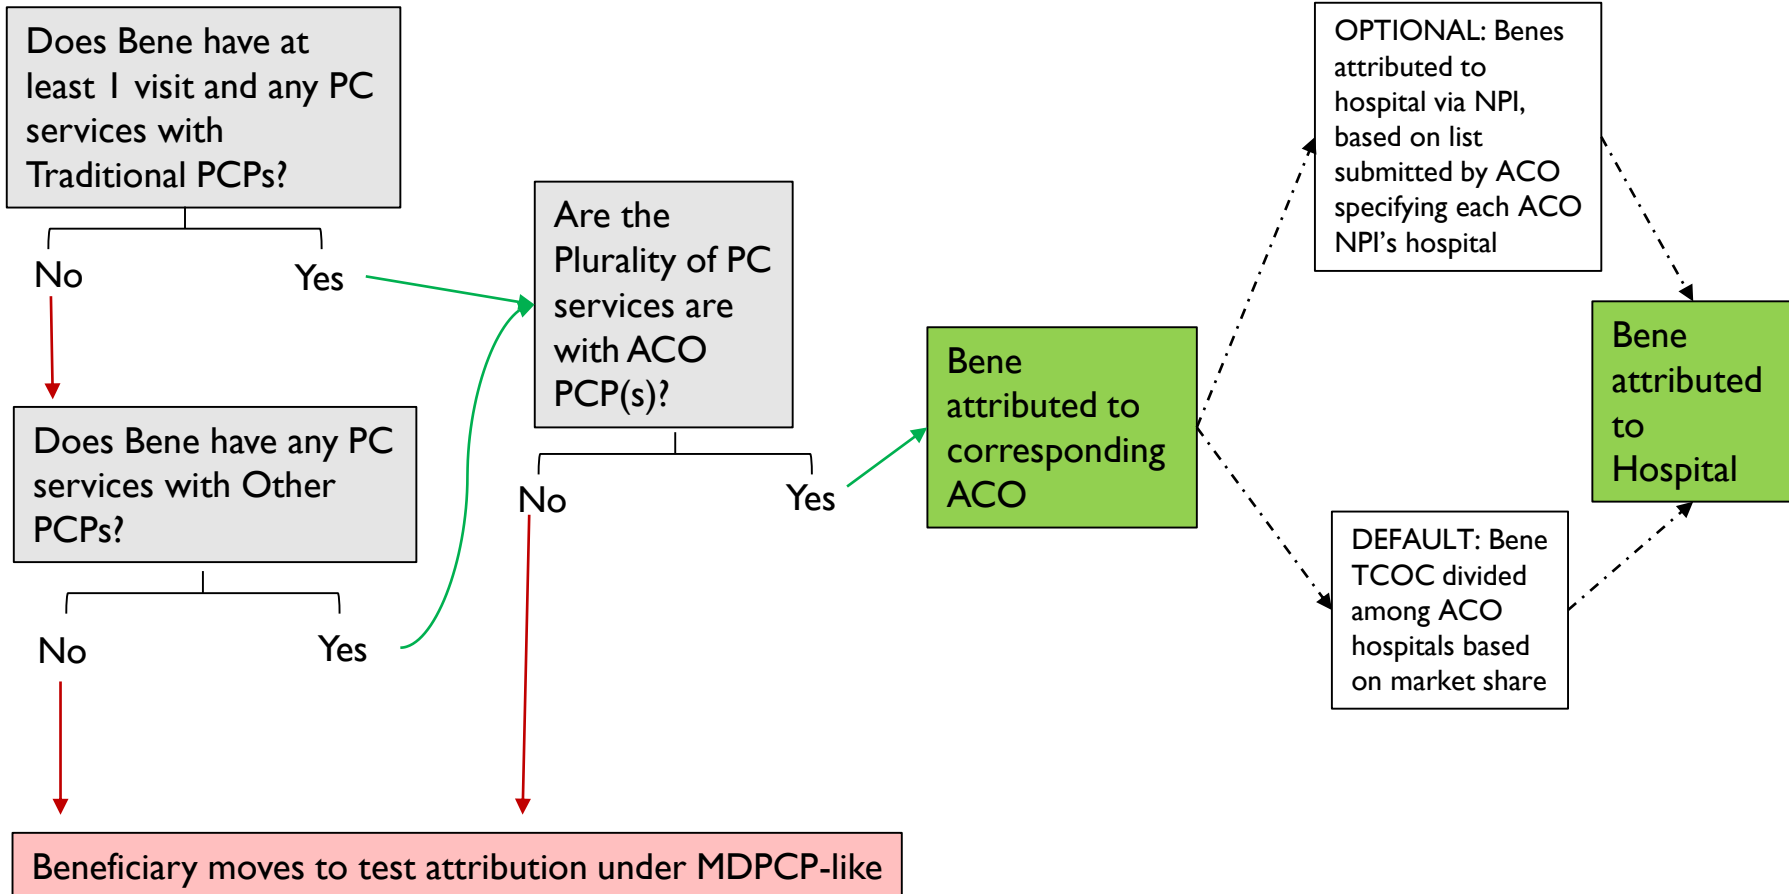 Does Bene have at
least 1 visit and any PC
services with
Traditional PCPs?
No
Yes
Does Bene have any PC
services with Other
PCPs?
No
Yes
Are the
Plurality of PC
services are
with ACO
PCP(s)?
No
Yes
Bene
attributed to
corresponding
ACO
OPTIONAL: Benes
attributed to
hospital via NPI,
based on list
submitted by ACO
specifying each ACO
NPI's hospital
DEFAULT: Bene
TCOC divided
among ACO
hospitals based
on market share
Bene
attributed
to
Hospital
Beneficiary moves to test attribution under MDPCP-like